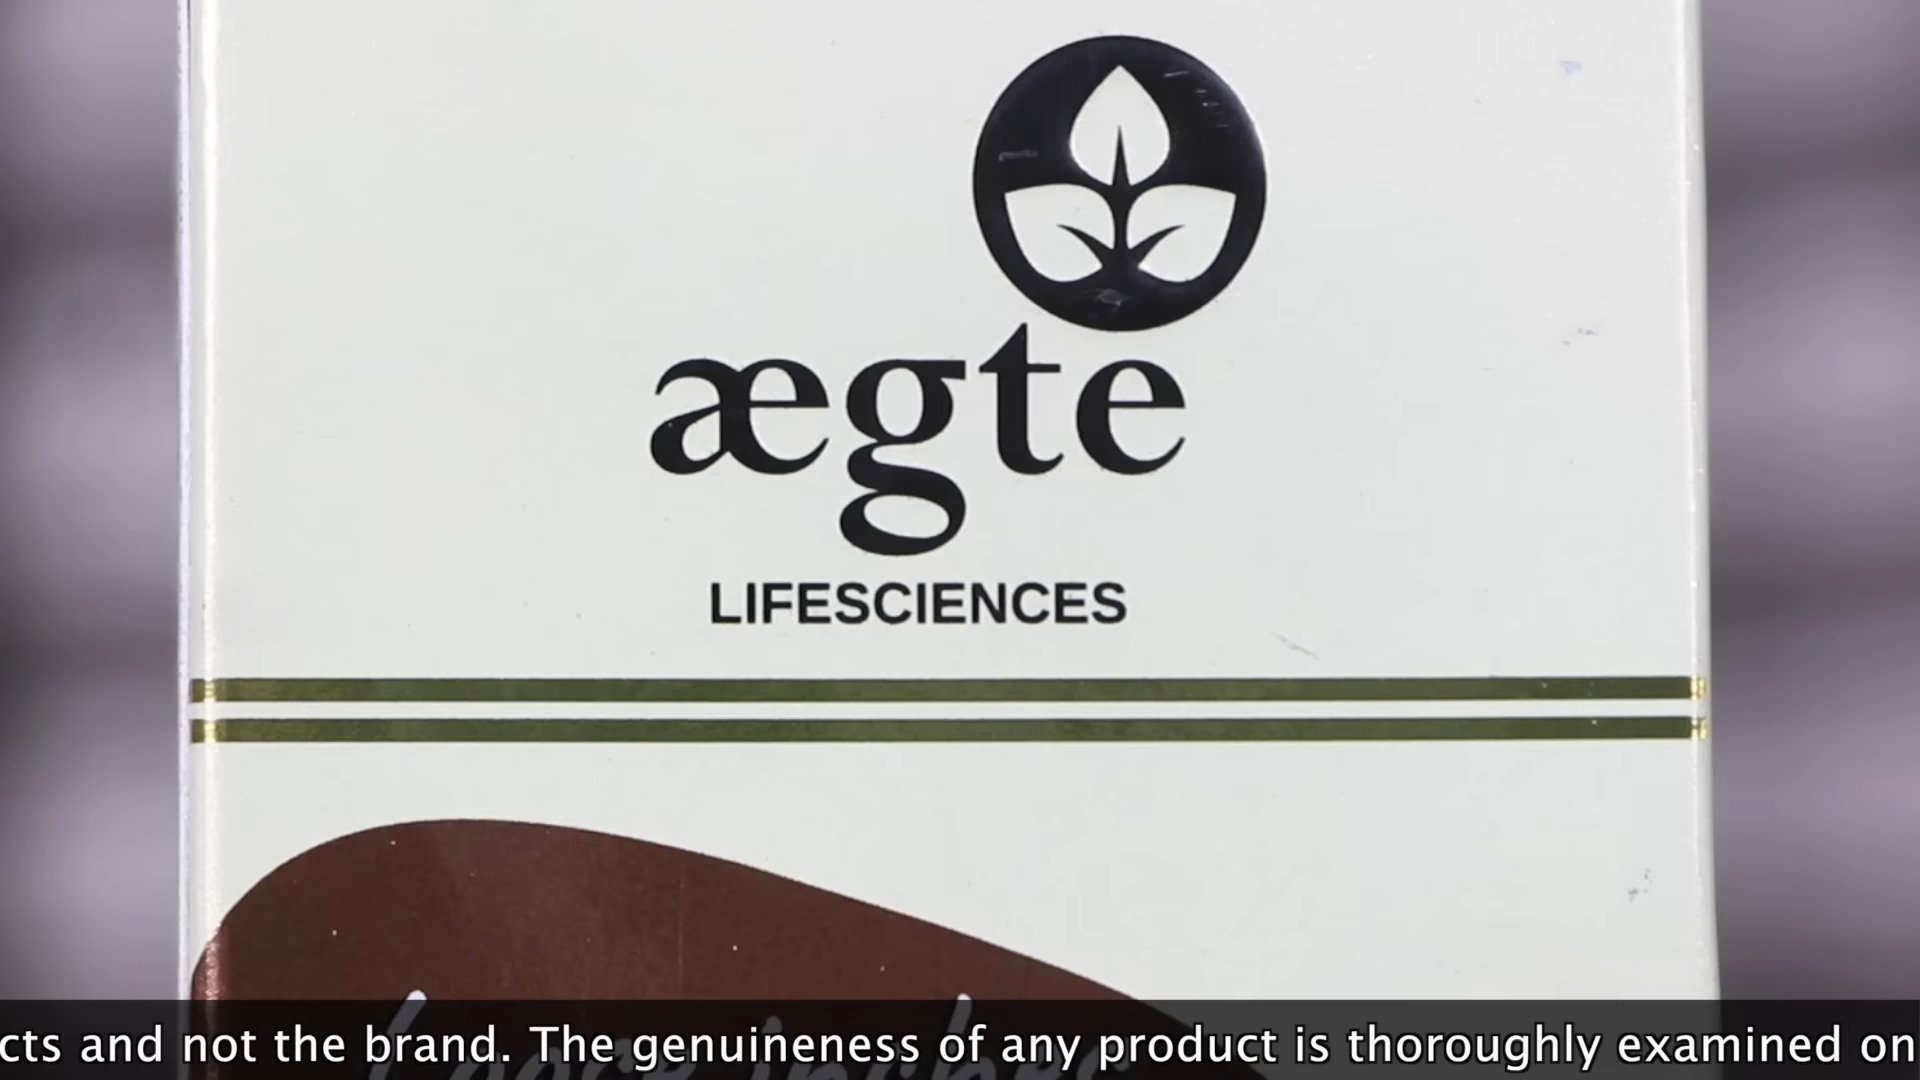 ægte
LIFESCIENCES
cts and not the brand. The genuineness of any product is thoroughly examined on